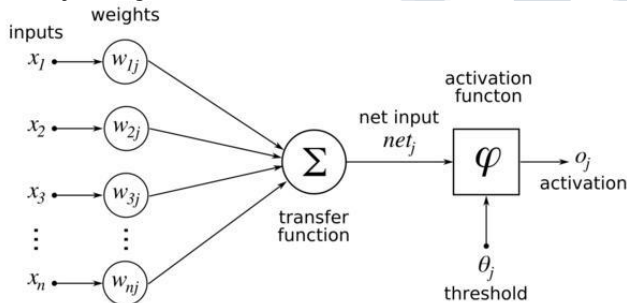 inputs
weights
x₁
w₁ⱼ
x₂
w₂ⱼ
x₃
w₃ⱼ
⋮ ⋮
xₙ
wₙⱼ
Σ
transfer
function
net input
netⱼ
activation
functon
φ
oⱼ
activation
θⱼ
threshold